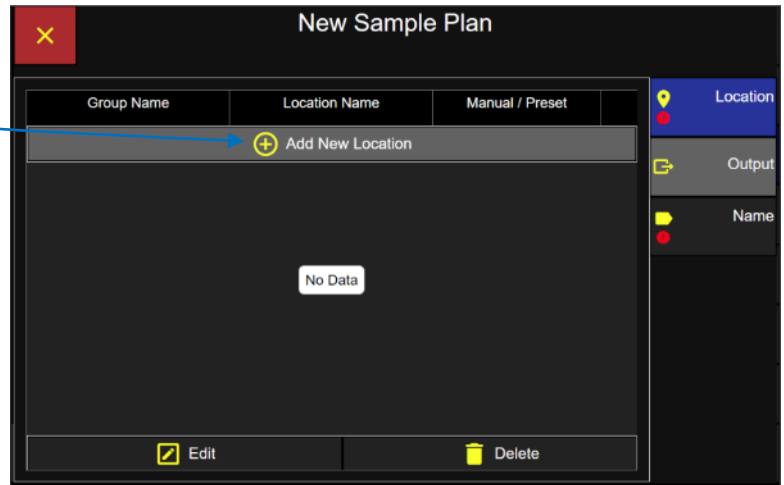 New Sample Plan
Group Name Location Name Manual / Preset
Add New Location
No Data
Edit Delete
Location
Output
Name